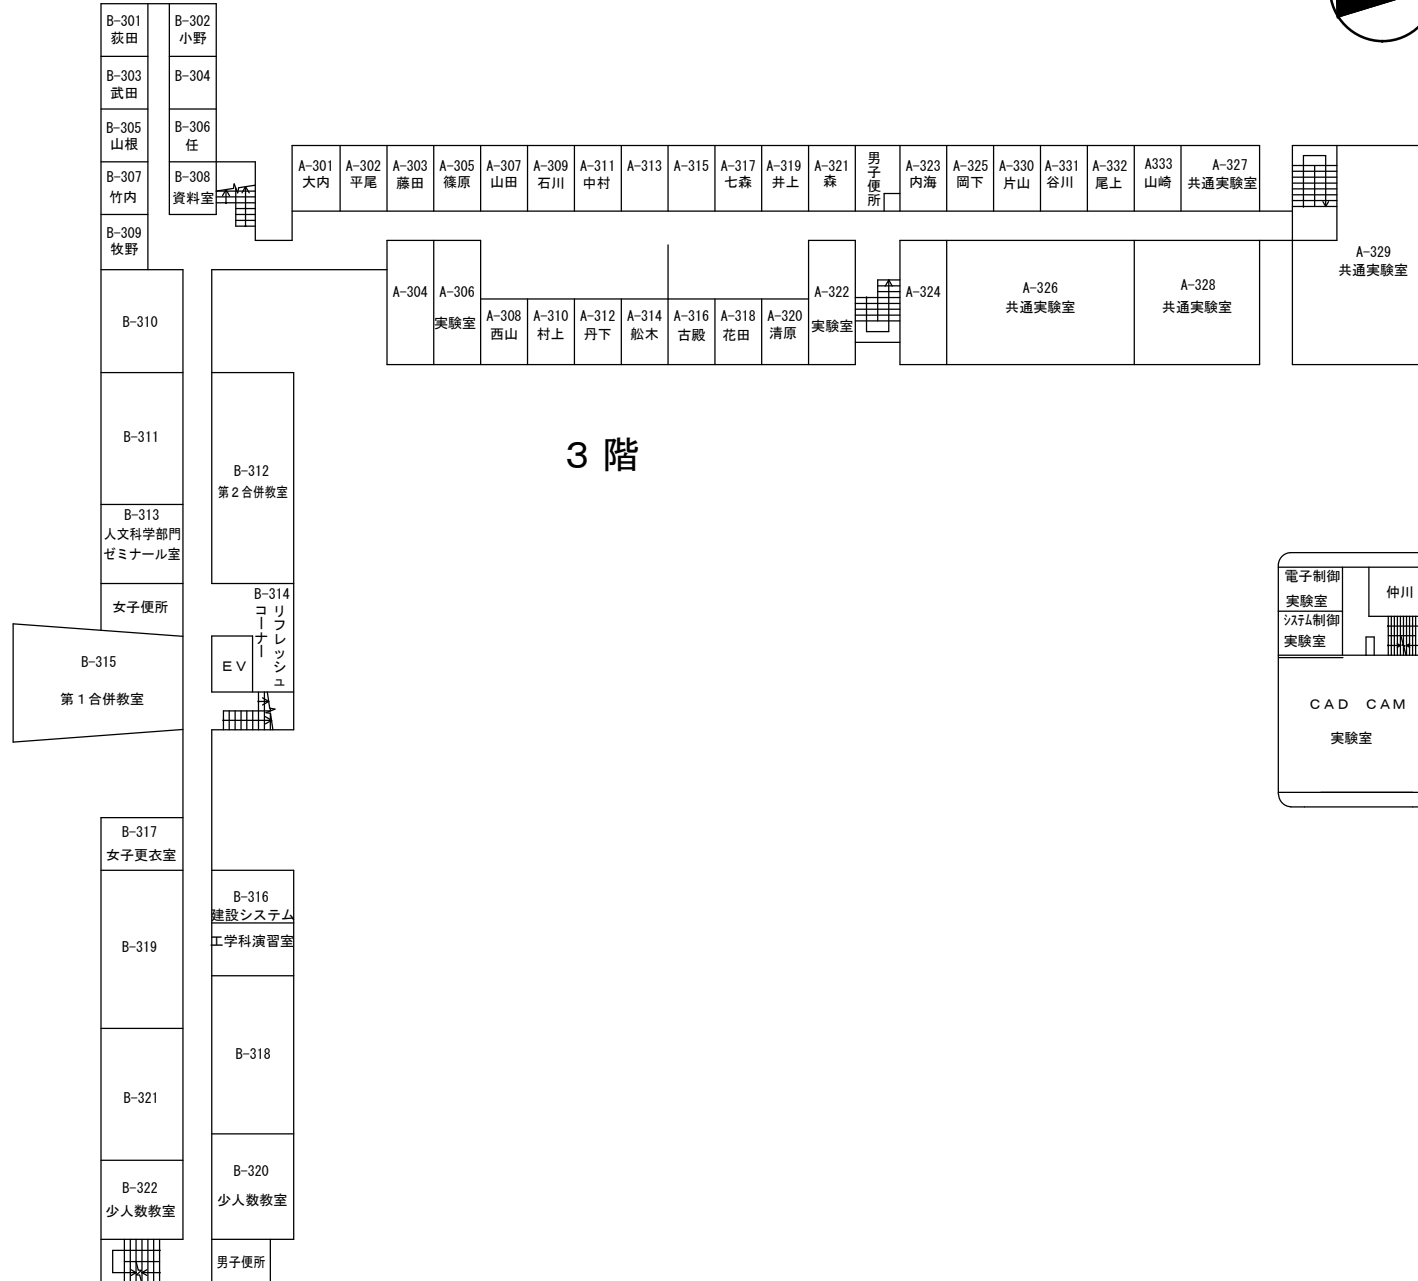 B-301
荻田
B-302
小野
B-303
武田
B-304
B-305
山根
B-306
任
B-307
竹内
B-308
資料室
B-309
牧野
A-301
大内
A-302
平尾
A-303
藤田
A-305
篠原
A-307
山田
A-309
石川
A-311
中村
A-313
A-315
A-317
七森
A-319
井上
A-321
森
男子便所
A-323
内海
A-325
岡下
A-330
片山
A-331
谷川
A-332
尾上
A333
山崎
A-327
共通実験室
A-329
共通実験室
A-304
A-306
実験室
A-308
西山
A-310
村上
A-312
丹下
A-314
舩木
A-316
古殿
A-318
花田
A-320
清原
A-322
実験室
A-324
A-326
共通実験室
A-328
共通実験室
B-310
B-311
B-312
第2合併教室
3 階
B-313
人文科学部門
ゼミナール室
女子便所
B-314
リフレッシュ
コーナー
EV
B-315
第1合併教室
電子制御
実験室
システム制御
実験室
仲川
CAD CAM
実験室
B-317
女子更衣室
B-316
建設システム
工学科演習室
B-319
B-318
B-321
B-320
少人数教室
B-322
少人数教室
男子便所